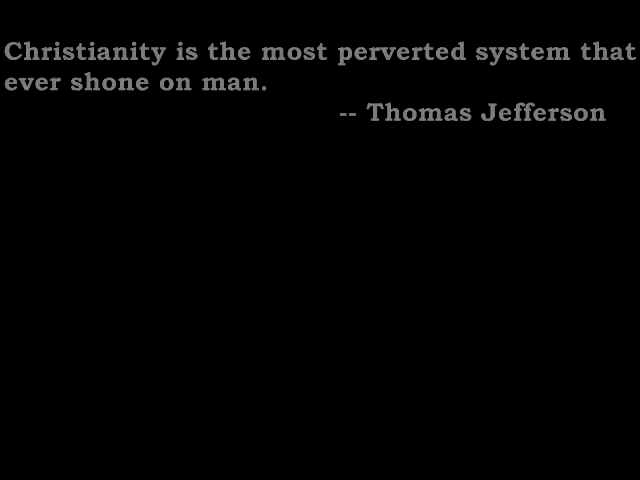 Christianity is the most perverted system that
ever shone on man.
-- Thomas Jefferson